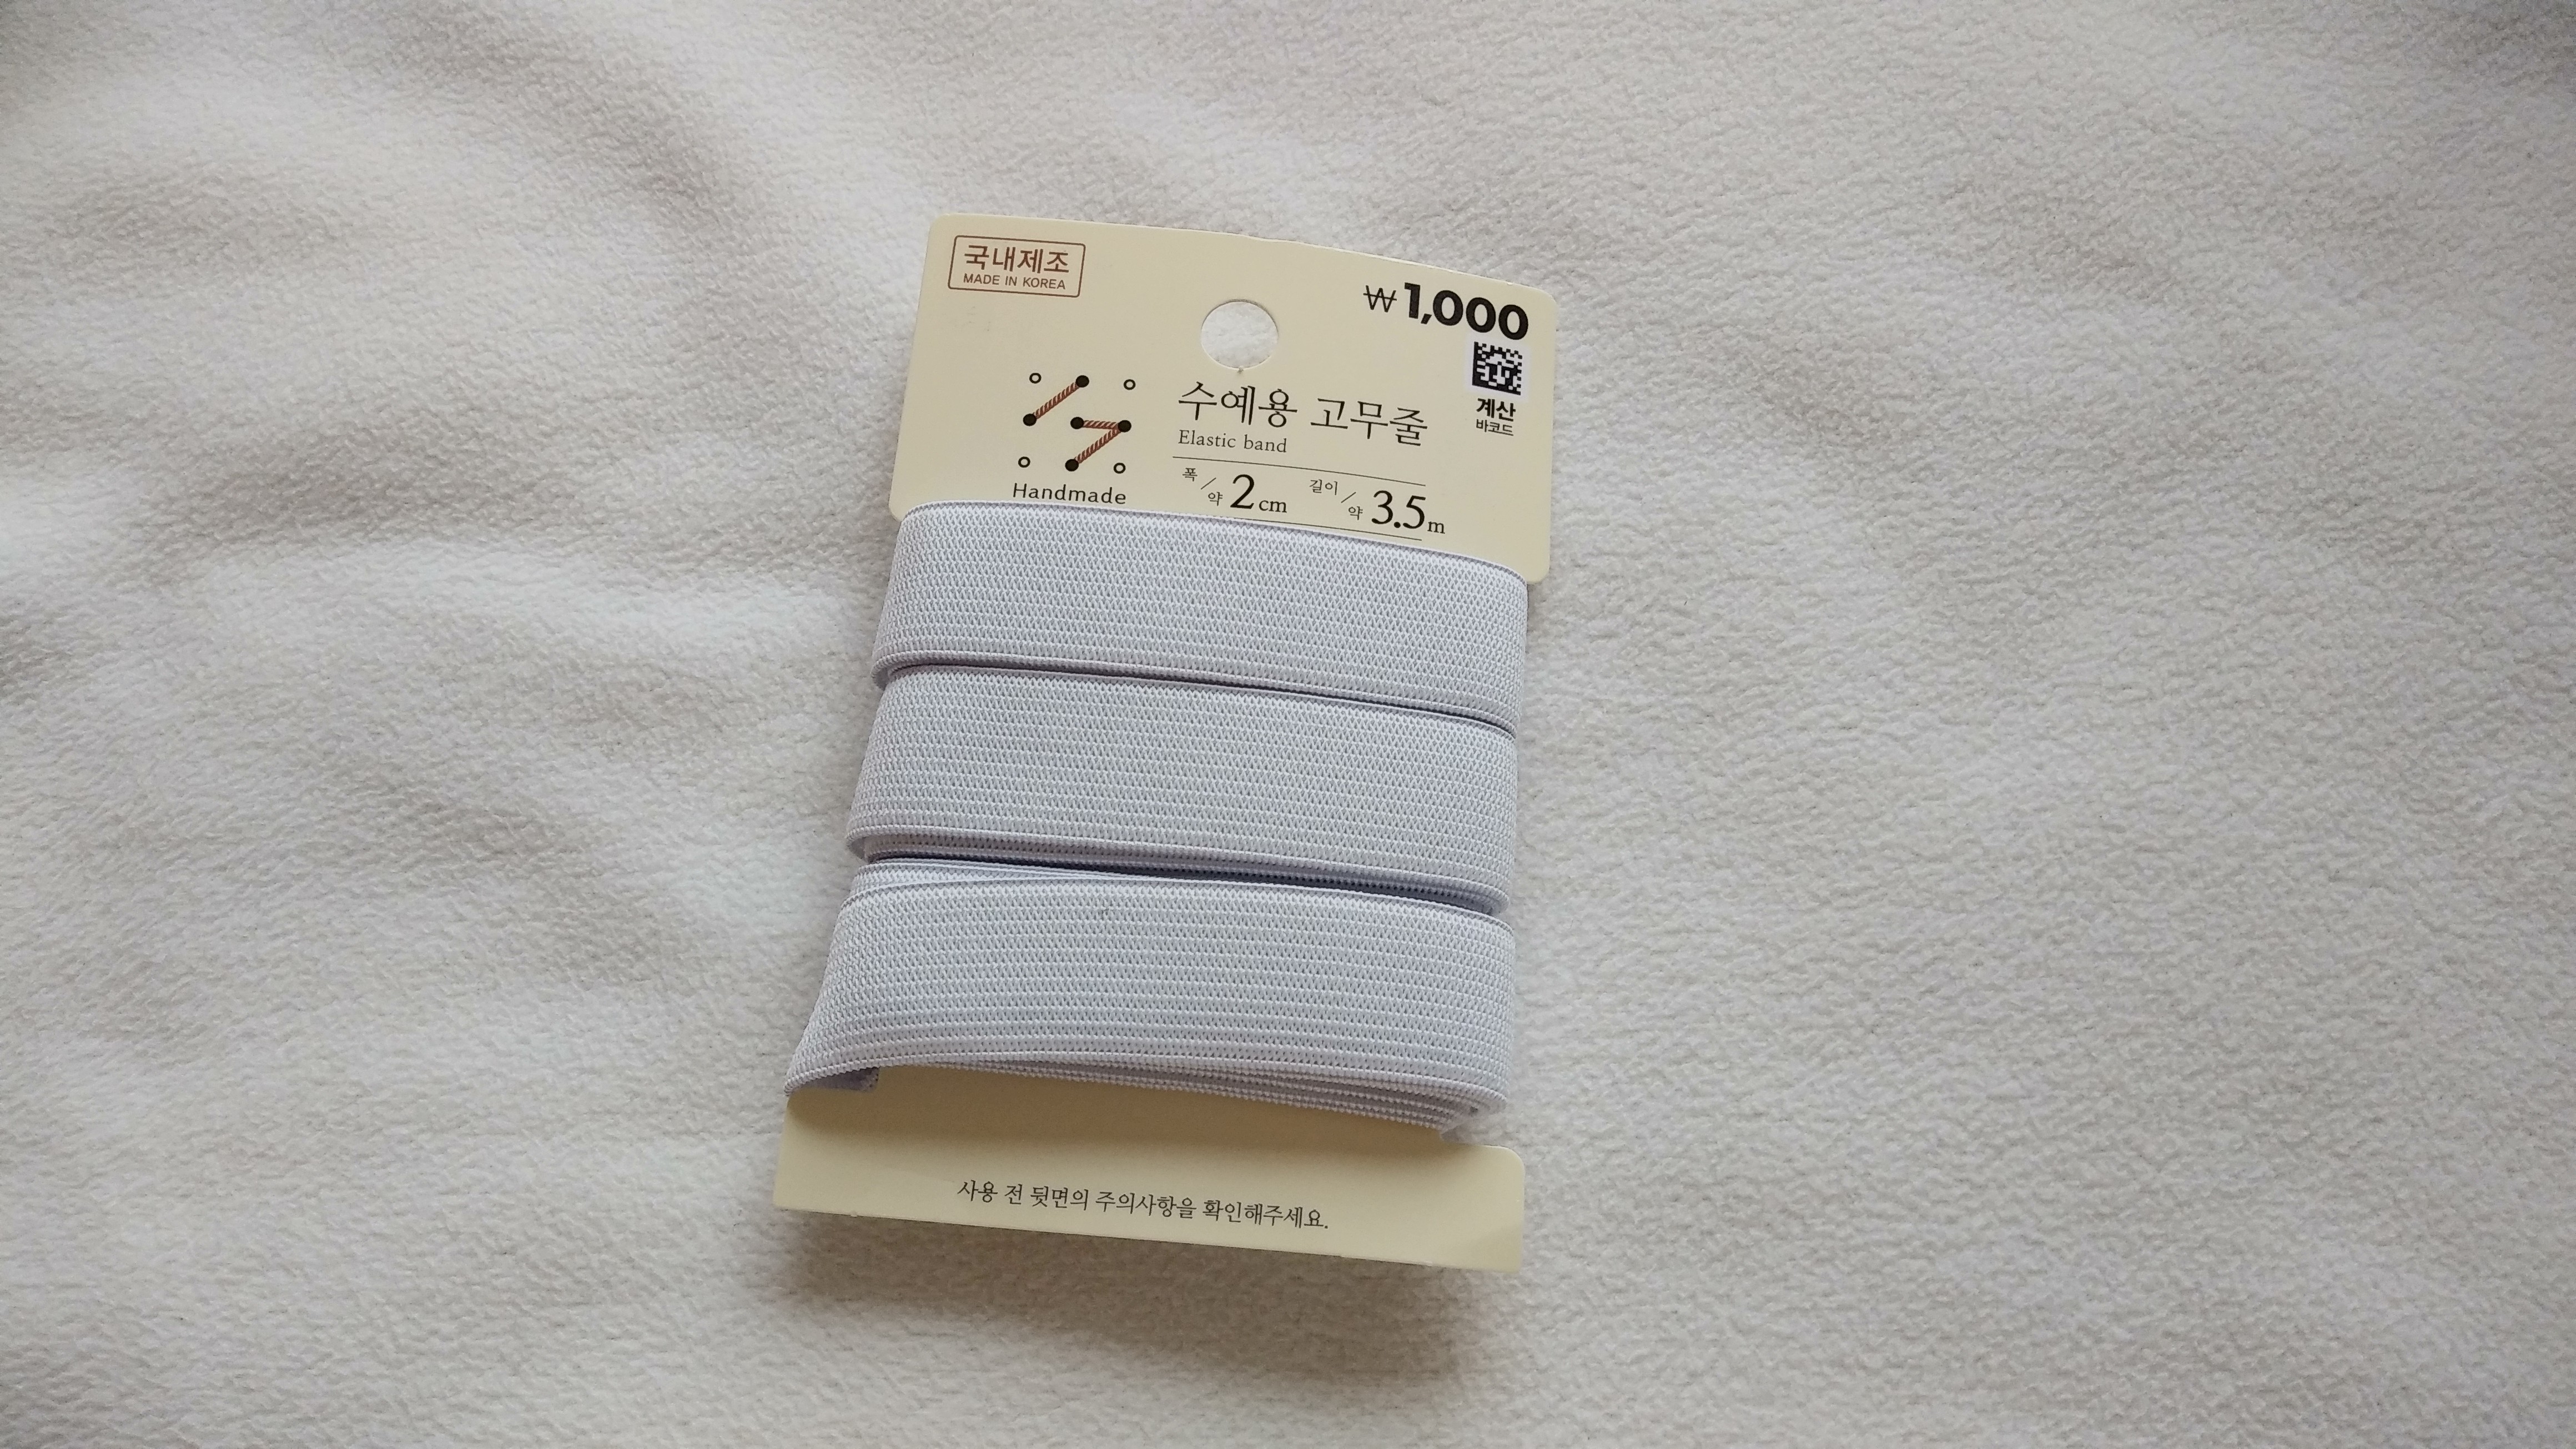 국내제조
MADE IN KOREA
₩1,000
계산
바코드
수예용 고무줄
Elastic band
Handmade
폭/약 2cm 길이/약 3.5m
사용 전 뒷면의 주의사항을 확인해주세요.